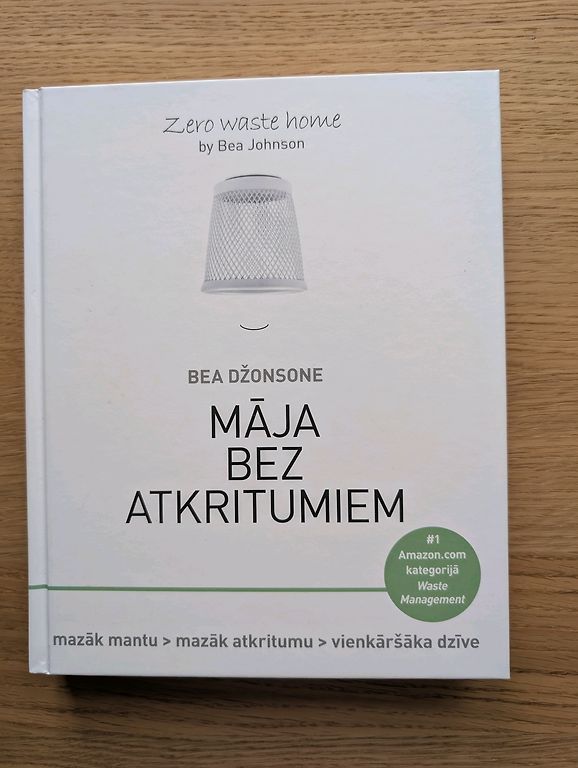 Zero waste home
by Bea Johnson
BEA DŽONSONE
MĀJA
BEZ
ATKRITUMIEM
#1
Amazon.com
kategorijā
Waste
Management
mazāk mantu > mazāk atkritumu > vienkāršāka dzīve